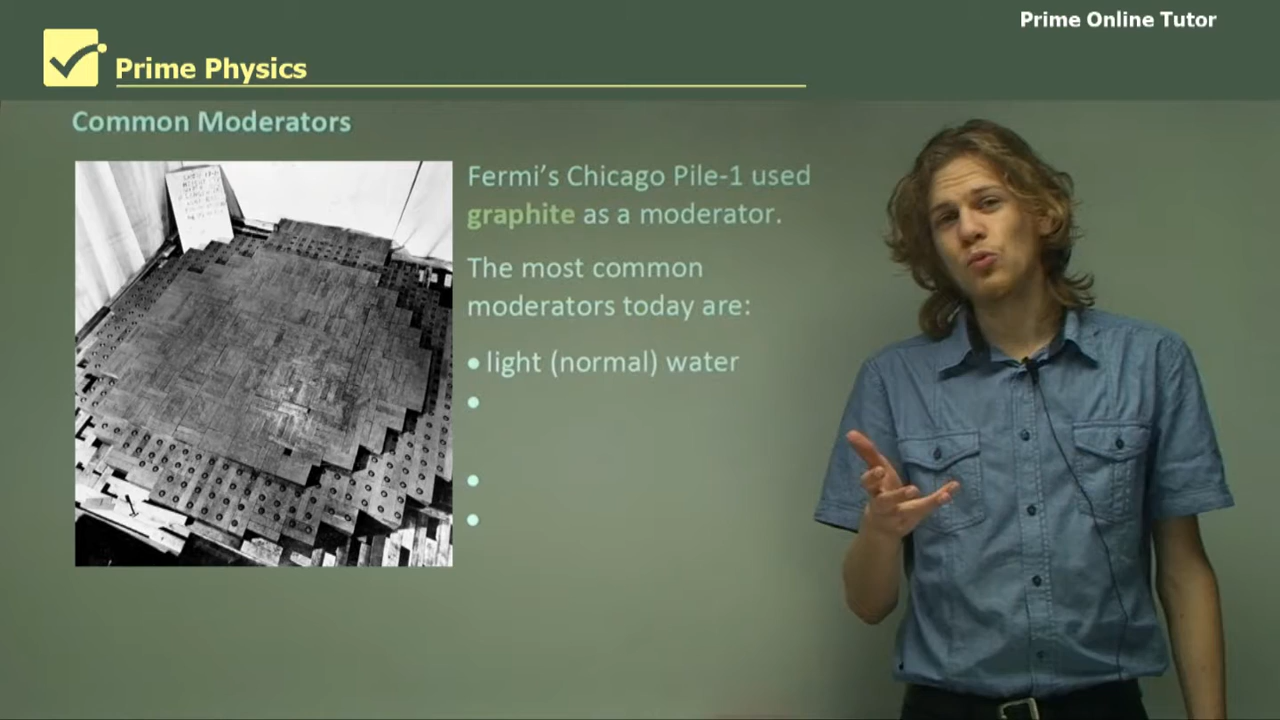 Prime Online Tutor
Prime Physics
Common Moderators
Fermi’s Chicago Pile-1 used
graphite as a moderator.
The most common
moderators today are:
• light (normal) water
•
•
•